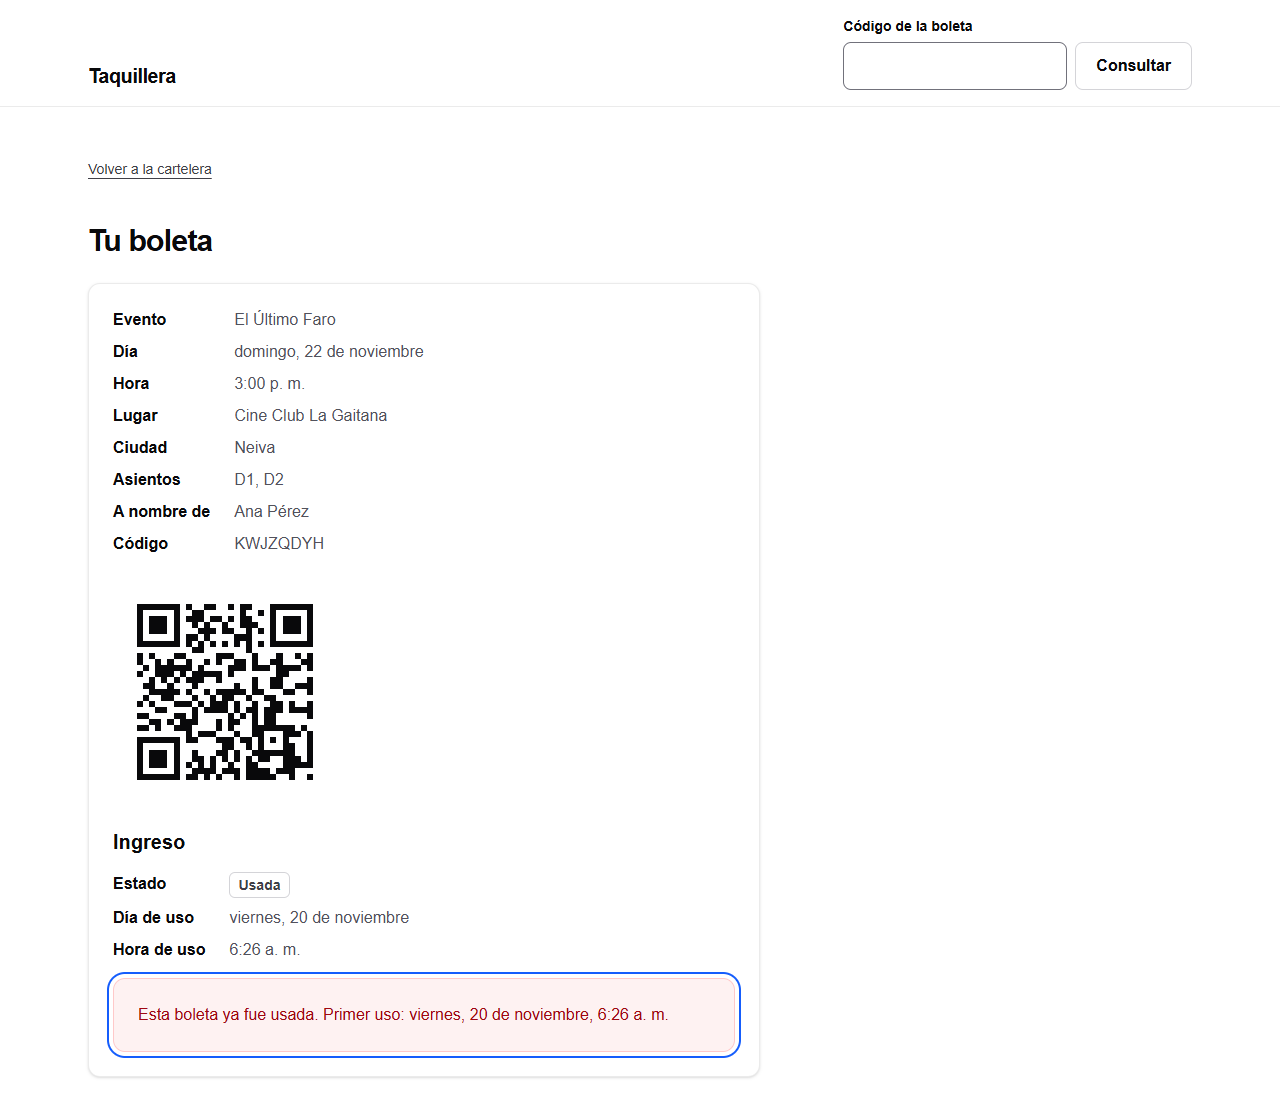 Código de la boleta
Taquillera
Consultar
Volver a la cartelera
Tu boleta
Evento El Último Faro
Día domingo, 22 de noviembre
Hora 3:00 p. m.
Lugar Cine Club La Gaitana
Ciudad Neiva
Asientos D1, D2
A nombre de Ana Pérez
Código KWJZQDYH
Ingreso
Estado Usada
Día de uso viernes, 20 de noviembre
Hora de uso 6:26 a. m.
Esta boleta ya fue usada. Primer uso: viernes, 20 de noviembre, 6:26 a. m.